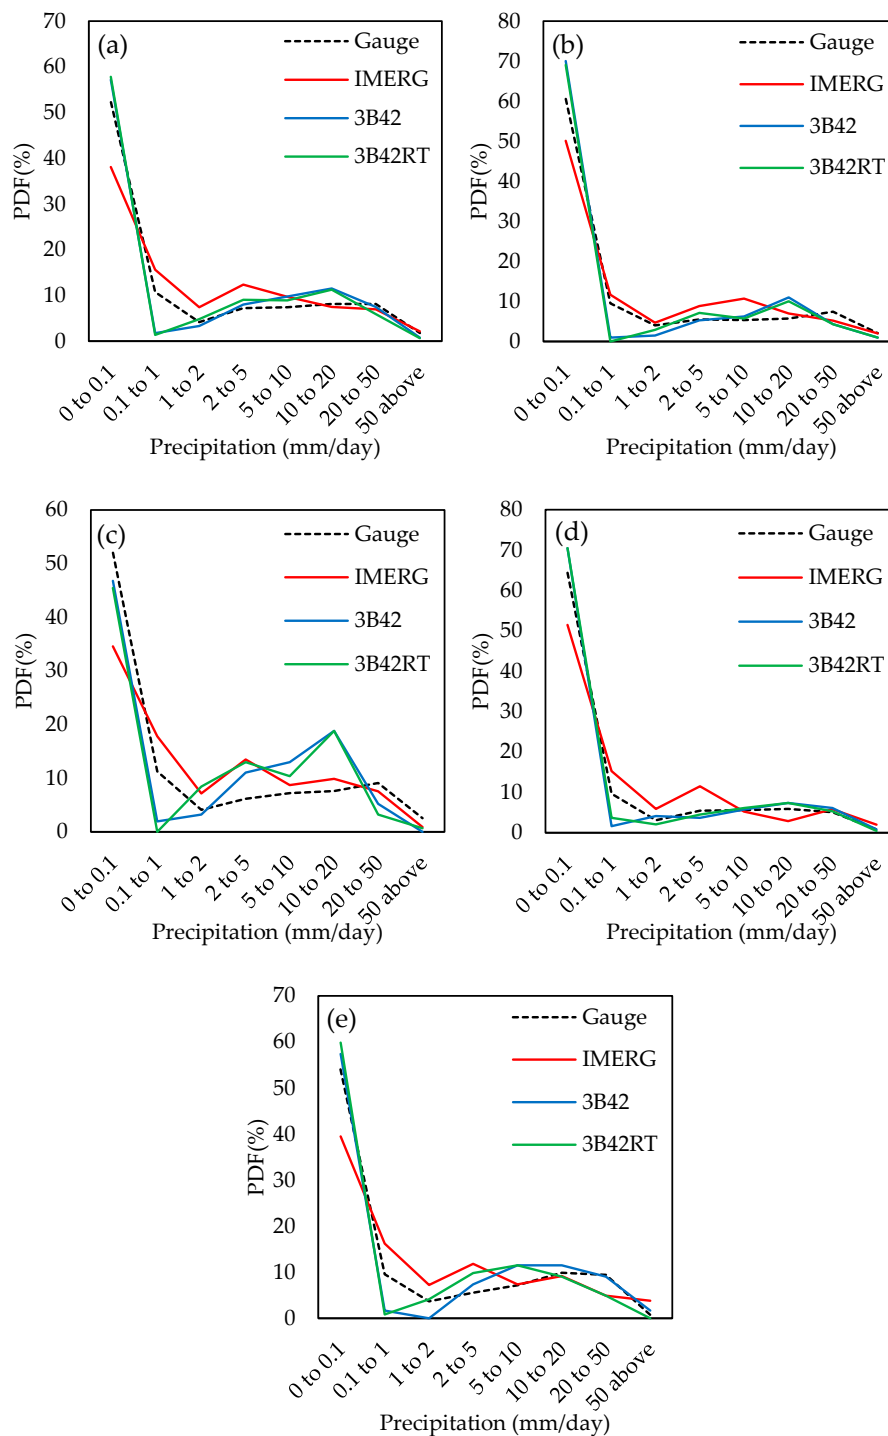 (a)
Gauge
IMERG
3B42
3B42RT
PDF(%)
70
60
50
40
30
20
10
0
0 to 0.1
0.1 to 1
1 to 2
2 to 5
5 to 10
10 to 20
20 to 50
50 above
Precipitation (mm/day)
(b)
Gauge
IMERG
3B42
3B42RT
PDF(%)
80
70
60
50
40
30
20
10
0
0 to 0.1
0.1 to 1
1 to 2
2 to 5
5 to 10
10 to 20
20 to 50
50 above
Precipitation (mm/day)
(c)
Gauge
IMERG
3B42
3B42RT
PDF(%)
60
50
40
30
20
10
0
0 to 0.1
0.1 to 1
1 to 2
2 to 5
5 to 10
10 to 20
20 to 50
50 above
Precipitation (mm/day)
(d)
Gauge
IMERG
3B42
3B42RT
PDF(%)
80
70
60
50
40
30
20
10
0
0 to 0.1
0.1 to 1
1 to 2
2 to 5
5 to 10
10 to 20
20 to 50
50 above
Precipitation (mm/day)
(e)
Gauge
IMERG
3B42
3B42RT
PDF(%)
70
60
50
40
30
20
10
0
0 to 0.1
0.1 to 1
1 to 2
2 to 5
5 to 10
10 to 20
20 to 50
50 above
Precipitation (mm/day)